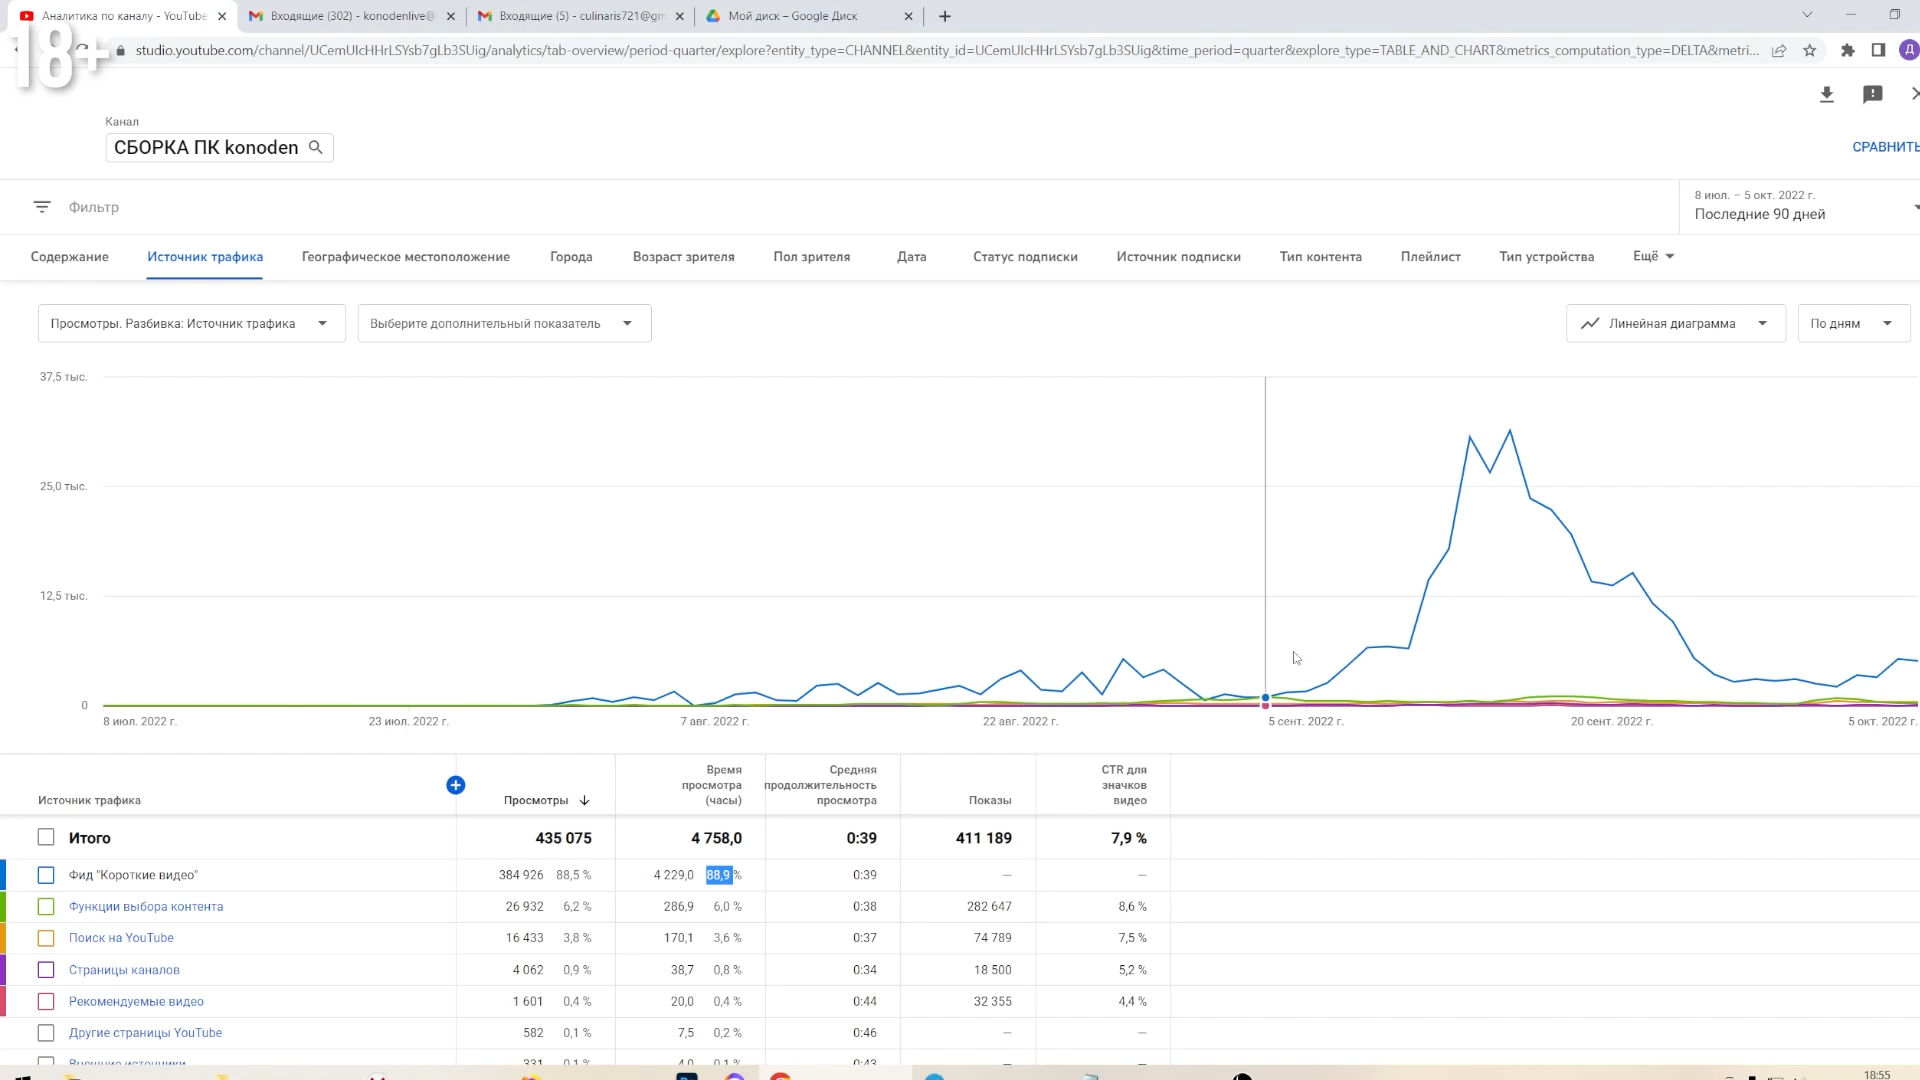 Аналитика по каналу - YouTube
Входящие (302) - konodenlive@
Входящие (5) - culinaris721@gm
Мой диск – Google Диск
18+
studio.youtube.com/channel/UCemUIcHHrLSYsb7gLb3SUig/analytics/tab-overview/period-quarter/explore?entity_type=CHANNEL&entity_id=UCemUIcHHrLSYsb7gLb3SUig&time_period=quarter&explore_type=TABLE_AND_CHART&metrics_computation_type=DELTA&metri...
Д
Канал
СБОРКА ПК konoden
СРАВНИТЬ
Фильтр
8 июл. – 5 окт. 2022 г.
Последние 90 дней
Содержание Источник трафика Географическое местоположение Города Возраст зрителя Пол зрителя Дата Статус подписки Источник подписки Тип контента Плейлист Тип устройства Ещё
Просмотры. Разбивка: Источник трафика Выберите дополнительный показатель Линейная диаграмма По дням
37,5 тыс.
25,0 тыс.
12,5 тыс.
0
8 июл. 2022 г. 23 июл. 2022 г. 7 авг. 2022 г. 22 авг. 2022 г. 5 сент. 2022 г. 20 сент. 2022 г. 5 окт. 2022 г.
Источник трафика
Просмотры
Время
просмотра
(часы)
Средняя
продолжительность
просмотра
Показы
CTR для
значков
видео
Итого 435 075 4 758,0 0:39 411 189 7,9 %
Фид "Короткие видео" 384 926 88,5 % 4 229,0 88,9 % 0:39 — —
Функции выбора контента 26 932 6,2 % 286,9 6,0 % 0:38 282 647 8,6 %
Поиск на YouTube 16 433 3,8 % 170,1 3,6 % 0:37 74 789 7,5 %
Страницы каналов 4 062 0,9 % 38,7 0,8 % 0:34 18 500 5,2 %
Рекомендуемые видео 1 601 0,4 % 20,0 0,4 % 0:44 32 355 4,4 %
Другие страницы YouTube 582 0,1 % 7,5 0,2 % 0:46 — —
Внешние источники 331 0,1 % 4,0 0,1 % 0:43 — —
18:55